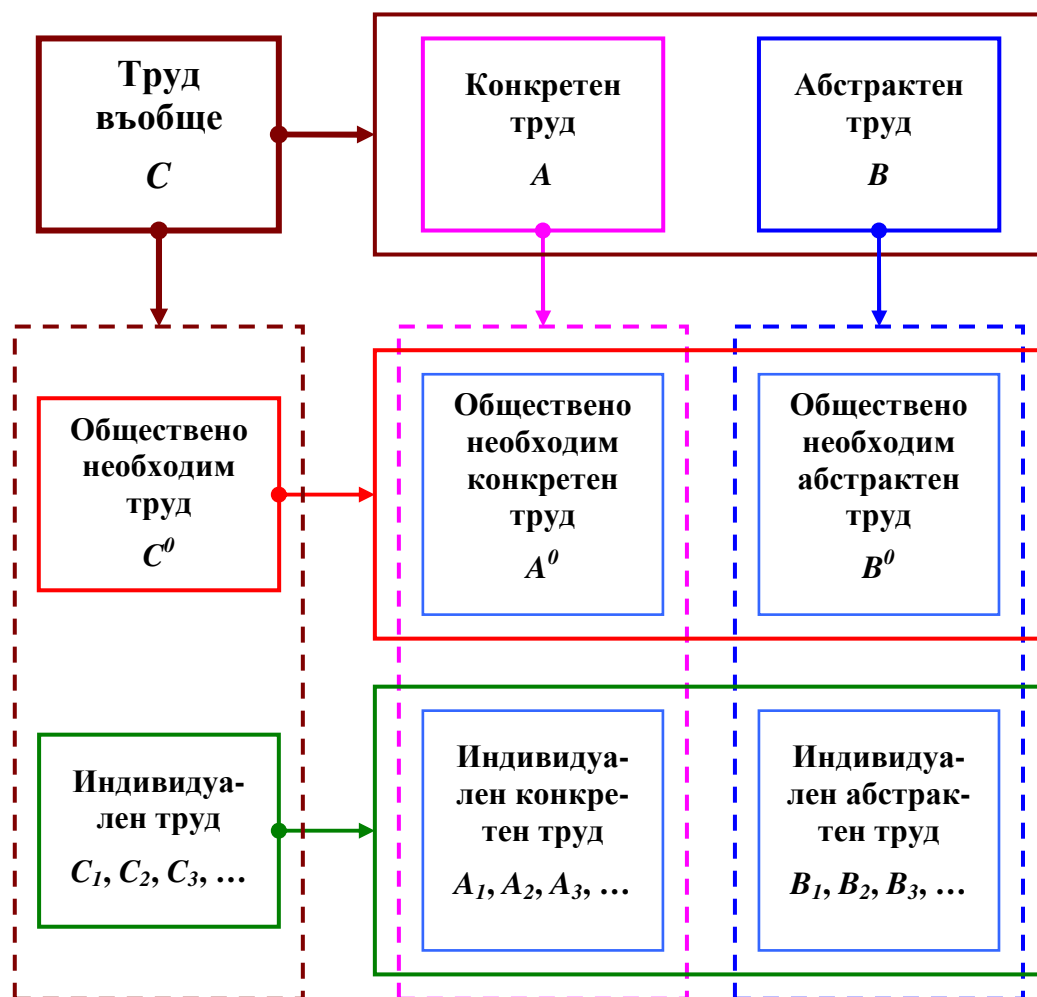 Труд
въобще
C
Конкретен
труд
A
Абстрактен
труд
B
Обществено
необходим
труд
C⁰
Обществено
необходим
конкретен
труд
A⁰
Обществено
необходим
абстрактен
труд
B⁰
Индивидуа-
лен труд
C₁, C₂, C₃, …
Индивидуа-
лен конкре-
тен труд
A₁, A₂, A₃, …
Индивидуа-
лен абстрак-
тен труд
B₁, B₂, B₃, …